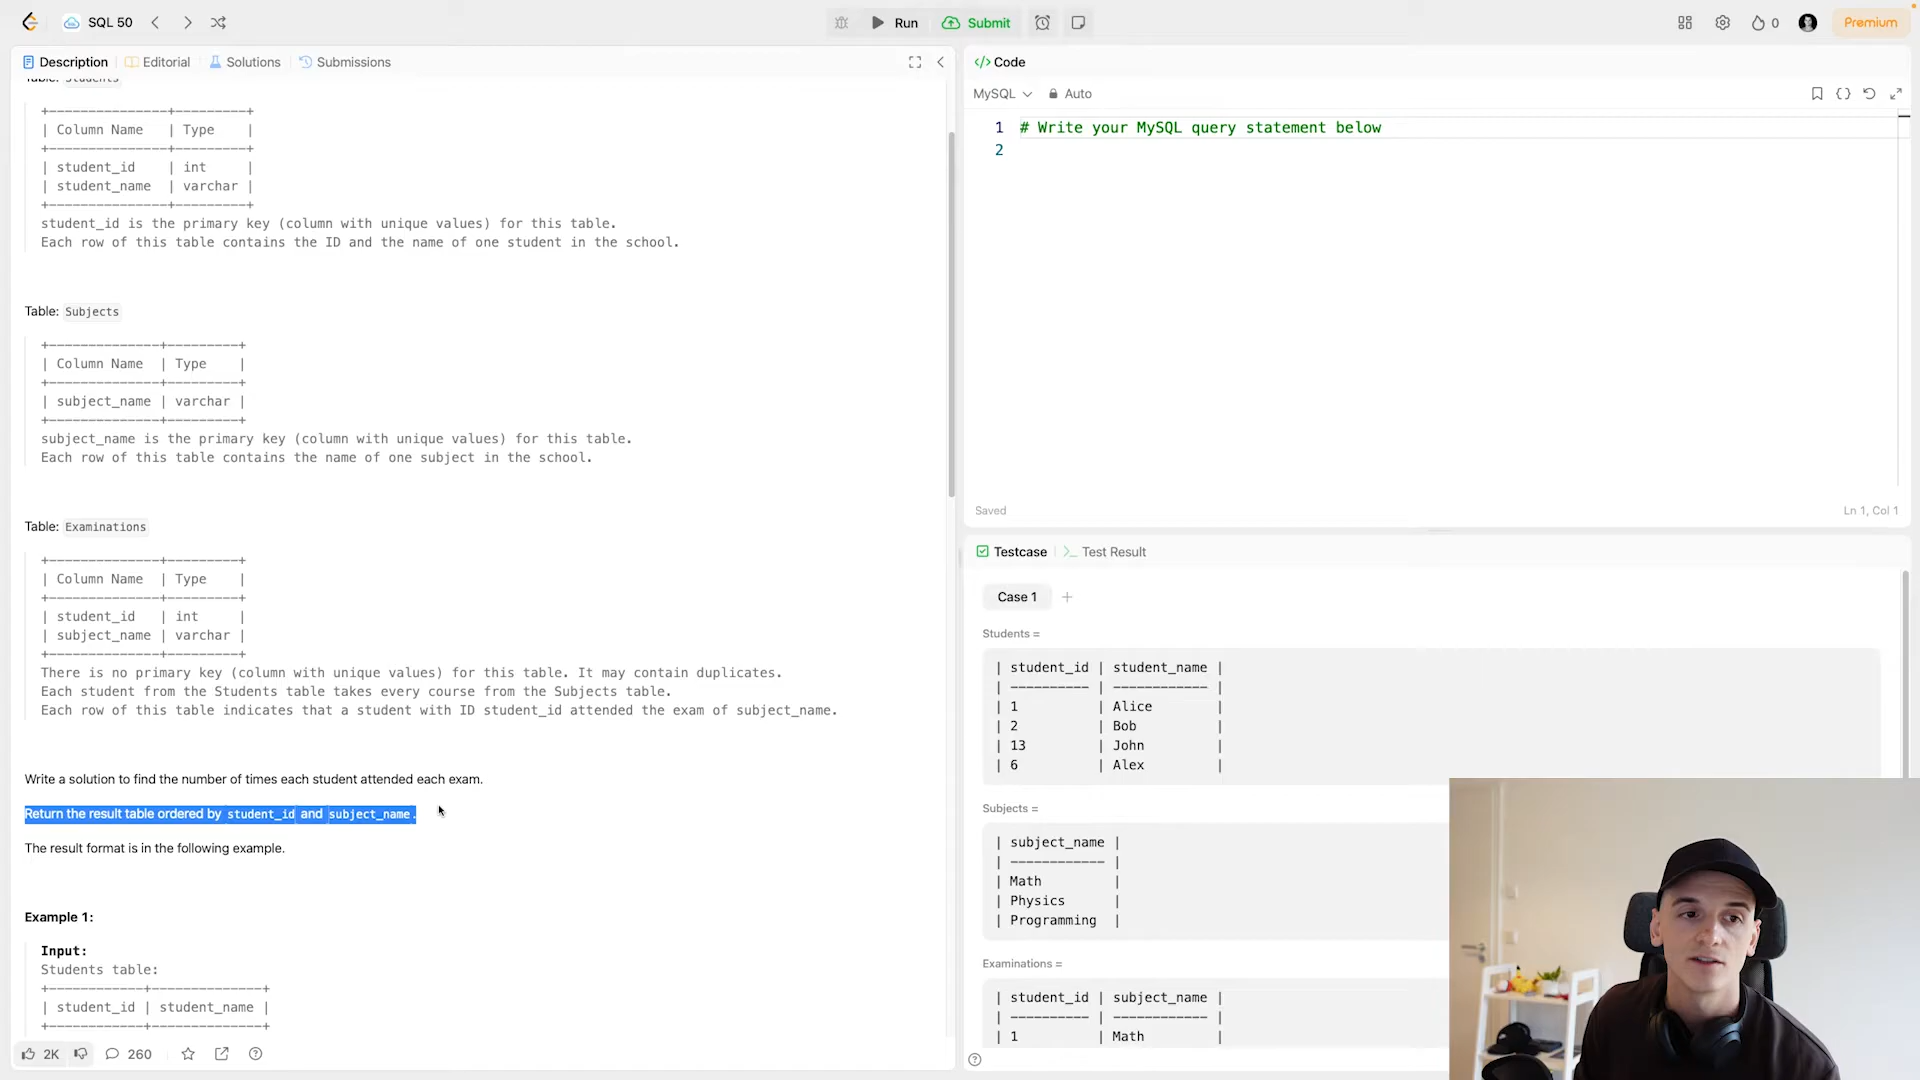 SQL 50
Run
Submit
0
Premium
Description
Editorial
Solutions
Submissions
Table: Students
+----------------+---------+
| Column Name | Type |
+----------------+---------+
| student_id | int |
| student_name | varchar |
+----------------+---------+
student_id is the primary key (column with unique values) for this table.
Each row of this table contains the ID and the name of one student in the school.
Table: Subjects
+--------------+---------+
| Column Name | Type |
+--------------+---------+
| subject_name | varchar |
+--------------+---------+
subject_name is the primary key (column with unique values) for this table.
Each row of this table contains the name of one subject in the school.
Table: Examinations
+--------------+---------+
| Column Name | Type |
+--------------+---------+
| student_id | int |
| subject_name | varchar |
+--------------+---------+
There is no primary key (column with unique values) for this table. It may contain duplicates.
Each student from the Students table takes every course from the Subjects table.
Each row of this table indicates that a student with ID student_id attended the exam of subject_name.
Write a solution to find the number of times each student attended each exam.
Return the result table ordered by student_id and subject_name.
The result format is in the following example.
Example 1:
Input:
Students table:
+------------+--------------+
| student_id | student_name |
+------------+--------------+
2K
260
</> Code
MySQL
Auto
1 # Write your MySQL query statement below
2
Saved
Ln 1, Col 1
Testcase
Test Result
Case 1
Students =
| student_id | student_name |
| ---------- | ------------ |
| 1 | Alice |
| 2 | Bob |
| 13 | John |
| 6 | Alex |
Subjects =
| subject_name |
| ------------ |
| Math |
| Physics |
| Programming |
Examinations =
| student_id | subject_name |
| ---------- | ------------ |
| 1 | Math |